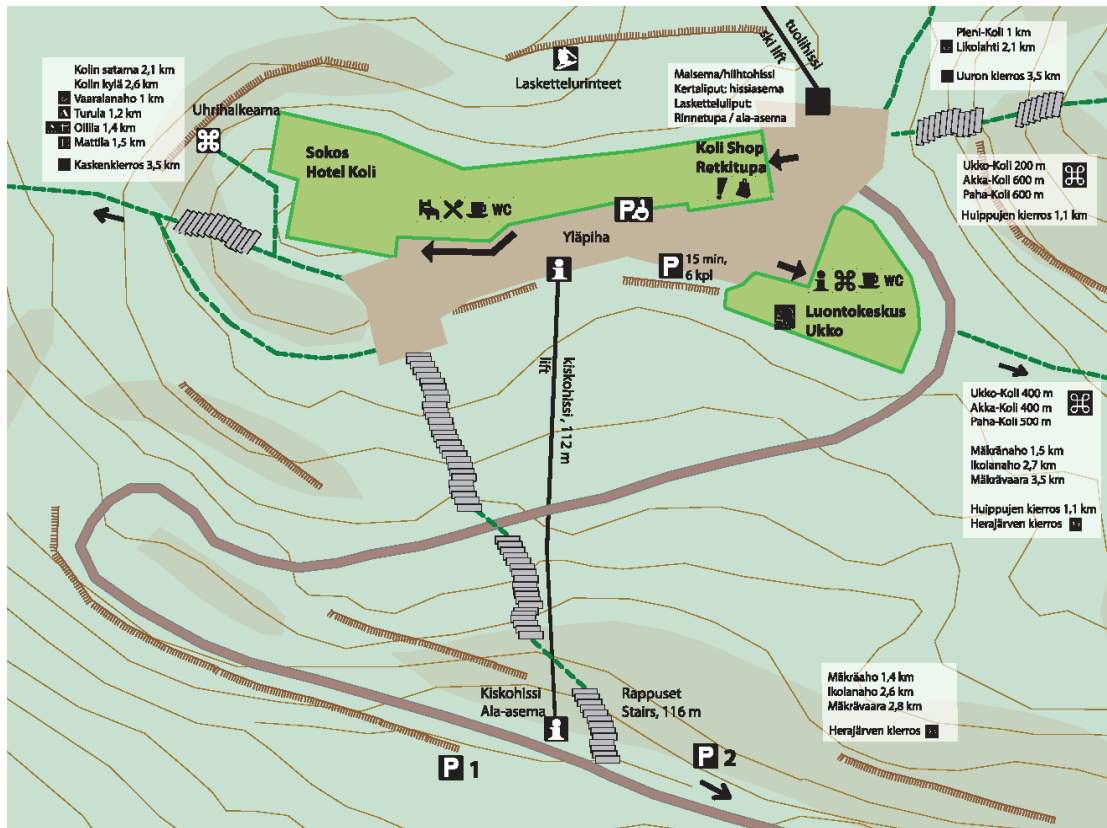 Kolin satama 2,1 km
Kolin kylä 2,6 km
Vaaralanaho 1 km
Turula 1,2 km
Ollila 1,4 km
Mattila 1,5 km
Kaskenkierros 3,5 km
Uhrihalkeama
Laskettelurinteet
tuolihissi
ski lift
Maisema/hiihtohissi
Kertaliput: hissiasema
Lasketteluliput:
Rinnetupa / ala-asema
Pieni-Koli 1 km
Likolahti 2,1 km
Uuron kierros 3,5 km
Sokos
Hotel Koli
WC
Koli Shop
Retkitupa
P
Yläpiha
P 15 min,
6 kpl
WC
Luontokeskus
Ukko
Ukko-Koli 200 m
Akka-Koli 600 m
Paha-Koli 600 m
Huippujen kierros 1,1 km
kiskohissi , 112 m
lift
Ukko-Koli 400 m
Akka-Koli 400 m
Paha-Koli 500 m
Mäkränaho 1,5 km
Ikolanaho 2,7 km
Mäkrävaara 3,5 km
Huippujen kierros 1,1 km
Herajärven kierros
Kiskohissi
Ala-asema
Rappuset
Stairs, 116 m
Mäkräaho 1,4 km
Ikolanaho 2,6 km
Mäkrävaara 2,8 km
Herajärven kierros
P 1
P 2